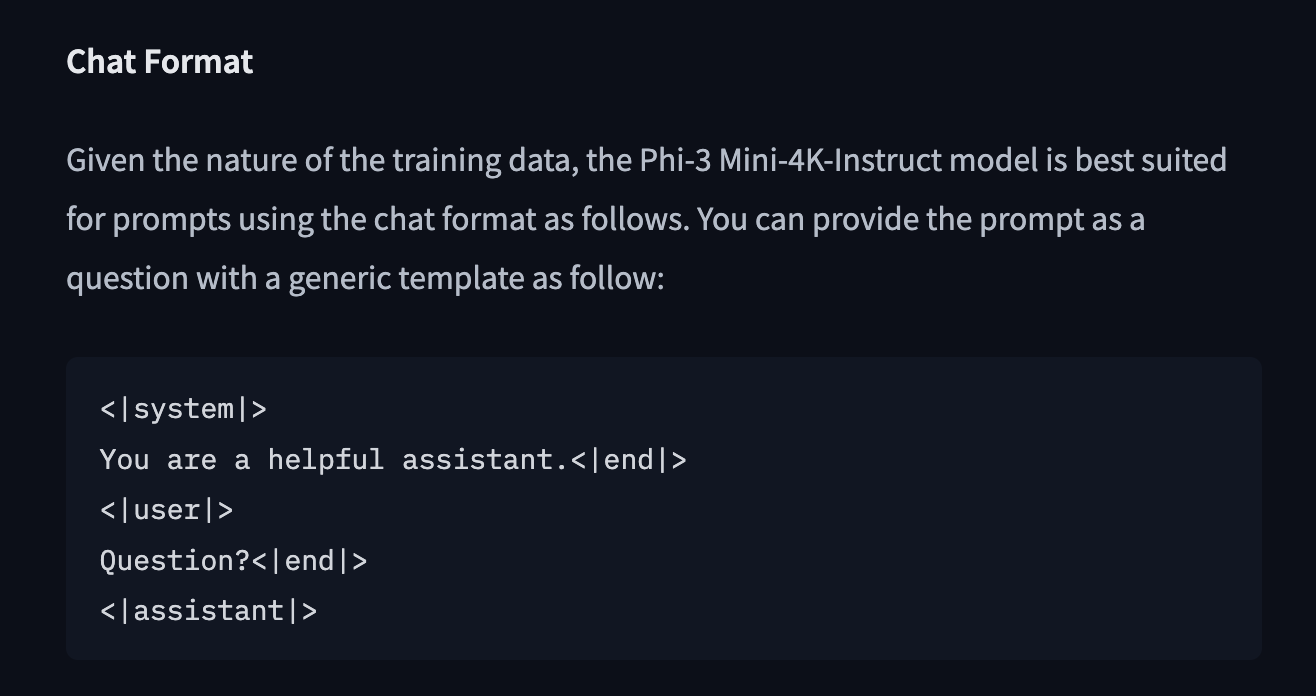 Chat Format
Given the nature of the training data, the Phi-3 Mini-4K-Instruct model is best suited
for prompts using the chat format as follows. You can provide the prompt as a
question with a generic template as follow:
<|system|>
You are a helpful assistant.<|end|>
<|user|>
Question?<|end|>
<|assistant|>